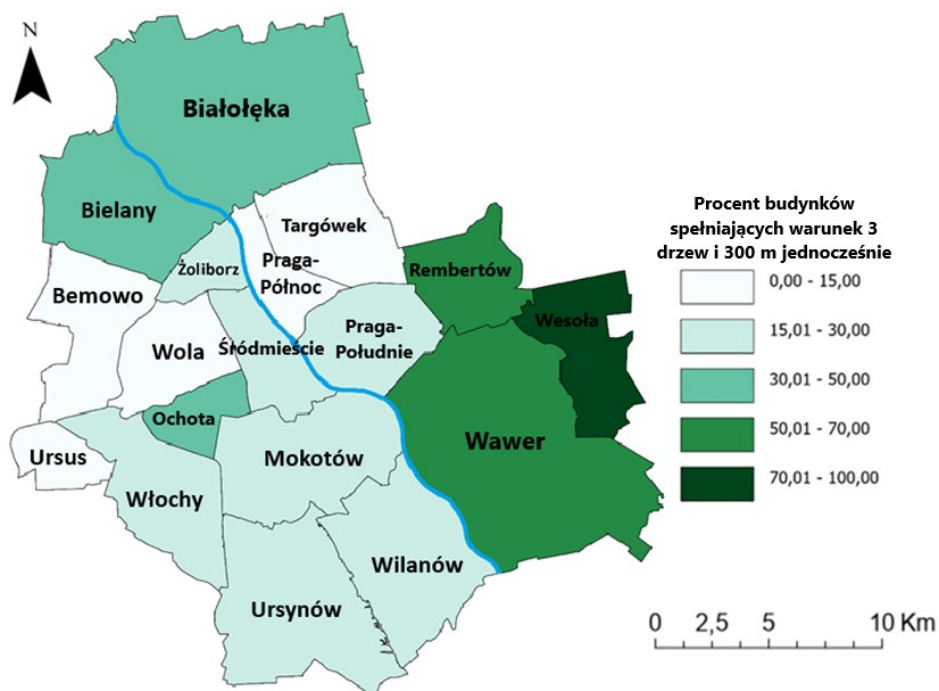 N
Białołęka
Bielany
Targówek
Żoliborz
Praga-
Północ
Rembertów
Bemowo
Wesoła
Praga-
Południe
Wola
Śródmieście
Ochota
Ursus
Mokotów
Wawer
Włochy
Wilanów
Ursynów
Procent budynków
spełniających warunek 3
drzew i 300 m jednocześnie
0,00 - 15,00
15,01 - 30,00
30,01 - 50,00
50,01 - 70,00
70,01 - 100,00
0 2,5 5 10 Km